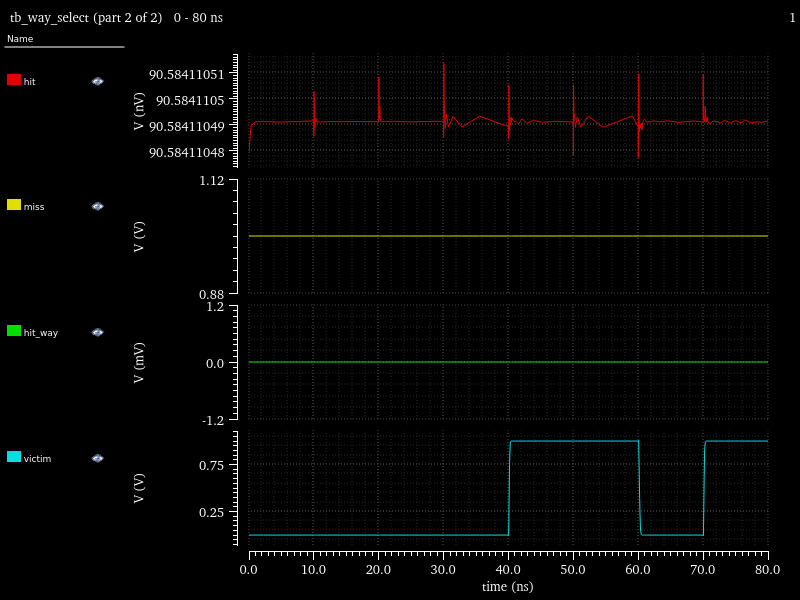 tb_way_select (part 2 of 2) 0 - 80 ns
1
Name
hit
V (nV)
90.58411051
90.5841105
90.58411049
90.58411048
miss
V (V)
1.12
0.88
hit_way
V (mV)
1.2
0.0
-1.2
victim
V (V)
0.75
0.25
0.0 10.0 20.0 30.0 40.0 50.0 60.0 70.0 80.0
time (ns)